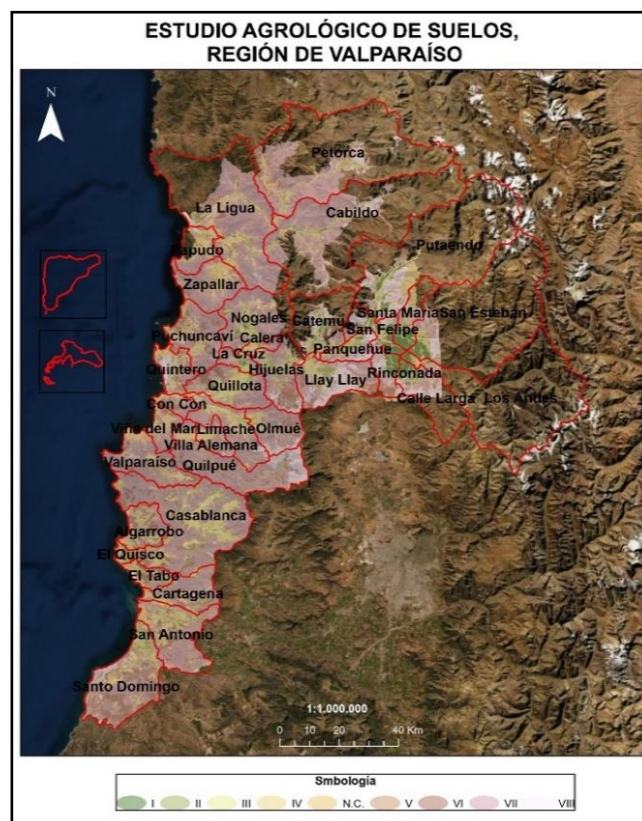 ESTUDIO AGROLÓGICO DE SUELOS,
REGIÓN DE VALPARAÍSO
N
Petorca
La Ligua
Cabildo
Putaendo
Papudo
Zapallar
Santa María
San Esteban
Nogales
Catemu
San Felipe
Puchuncaví
Calera
Panquehue
La Cruz
Quintero
Hijuelas
Llay Llay
Rinconada
Quillota
Calle Larga
Los Andes
Con Còn
Viña del Mar
Limache
Olmué
Villa Alemana
Valparaíso
Quilpué
Casablanca
Algarrobo
El Quisco
El Tabo
Cartagena
San Antonio
Santo Domingo
1:1.000.000
0 10 20 40 Km
Smbología
I II III IV N.C. V VI VII VIII